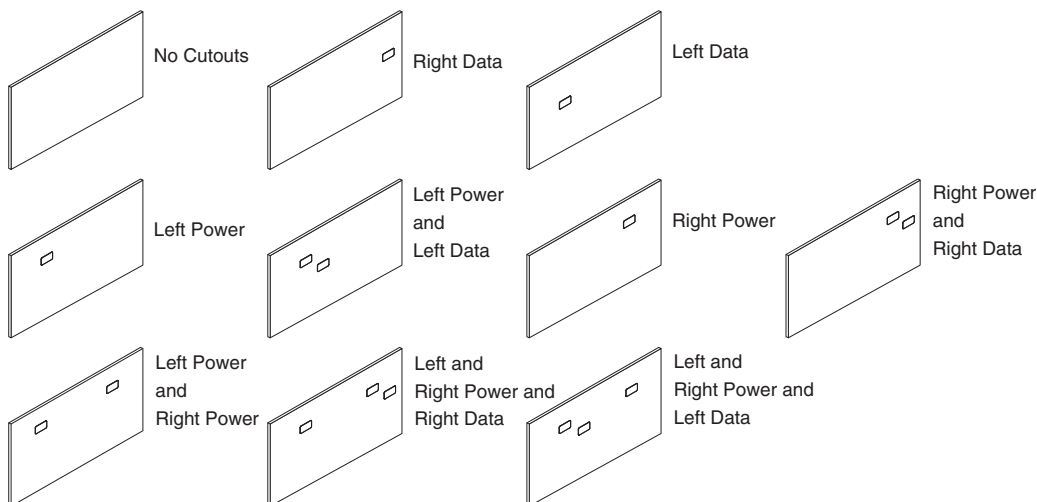 No Cutouts
Right Data
Left Data
Left Power
Left Power
and
Left Data
Right Power
Right Power
and
Right Data
Left Power
and
Right Power
Left and
Right Power and
Right Data
Left and
Right Power and
Left Data